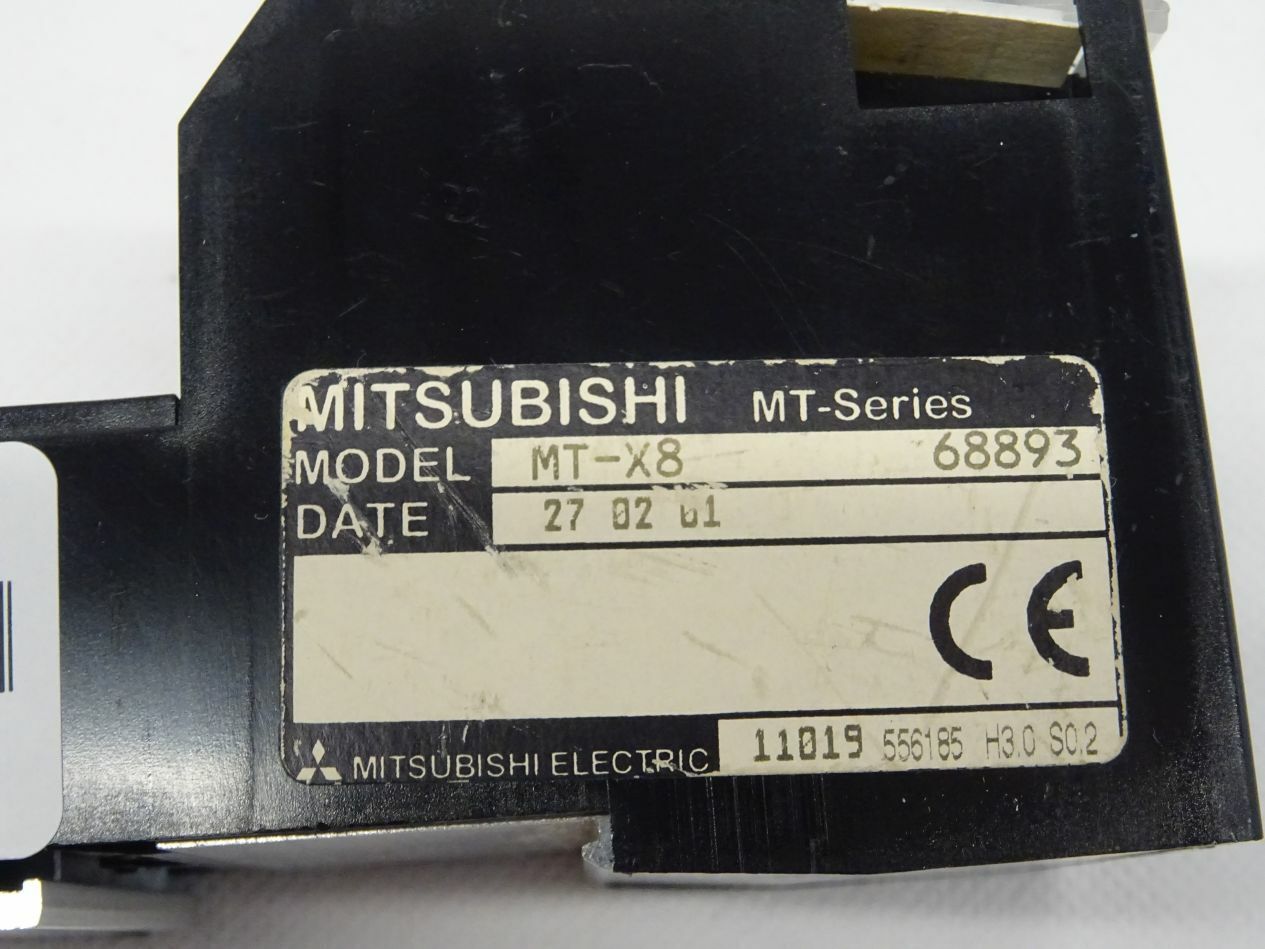 MITSUBISHI MT-Series
MODEL MT-X8 68893
DATE 27 02 01
CE
MITSUBISHI ELECTRIC 11019 556185 H3.0 S0.2